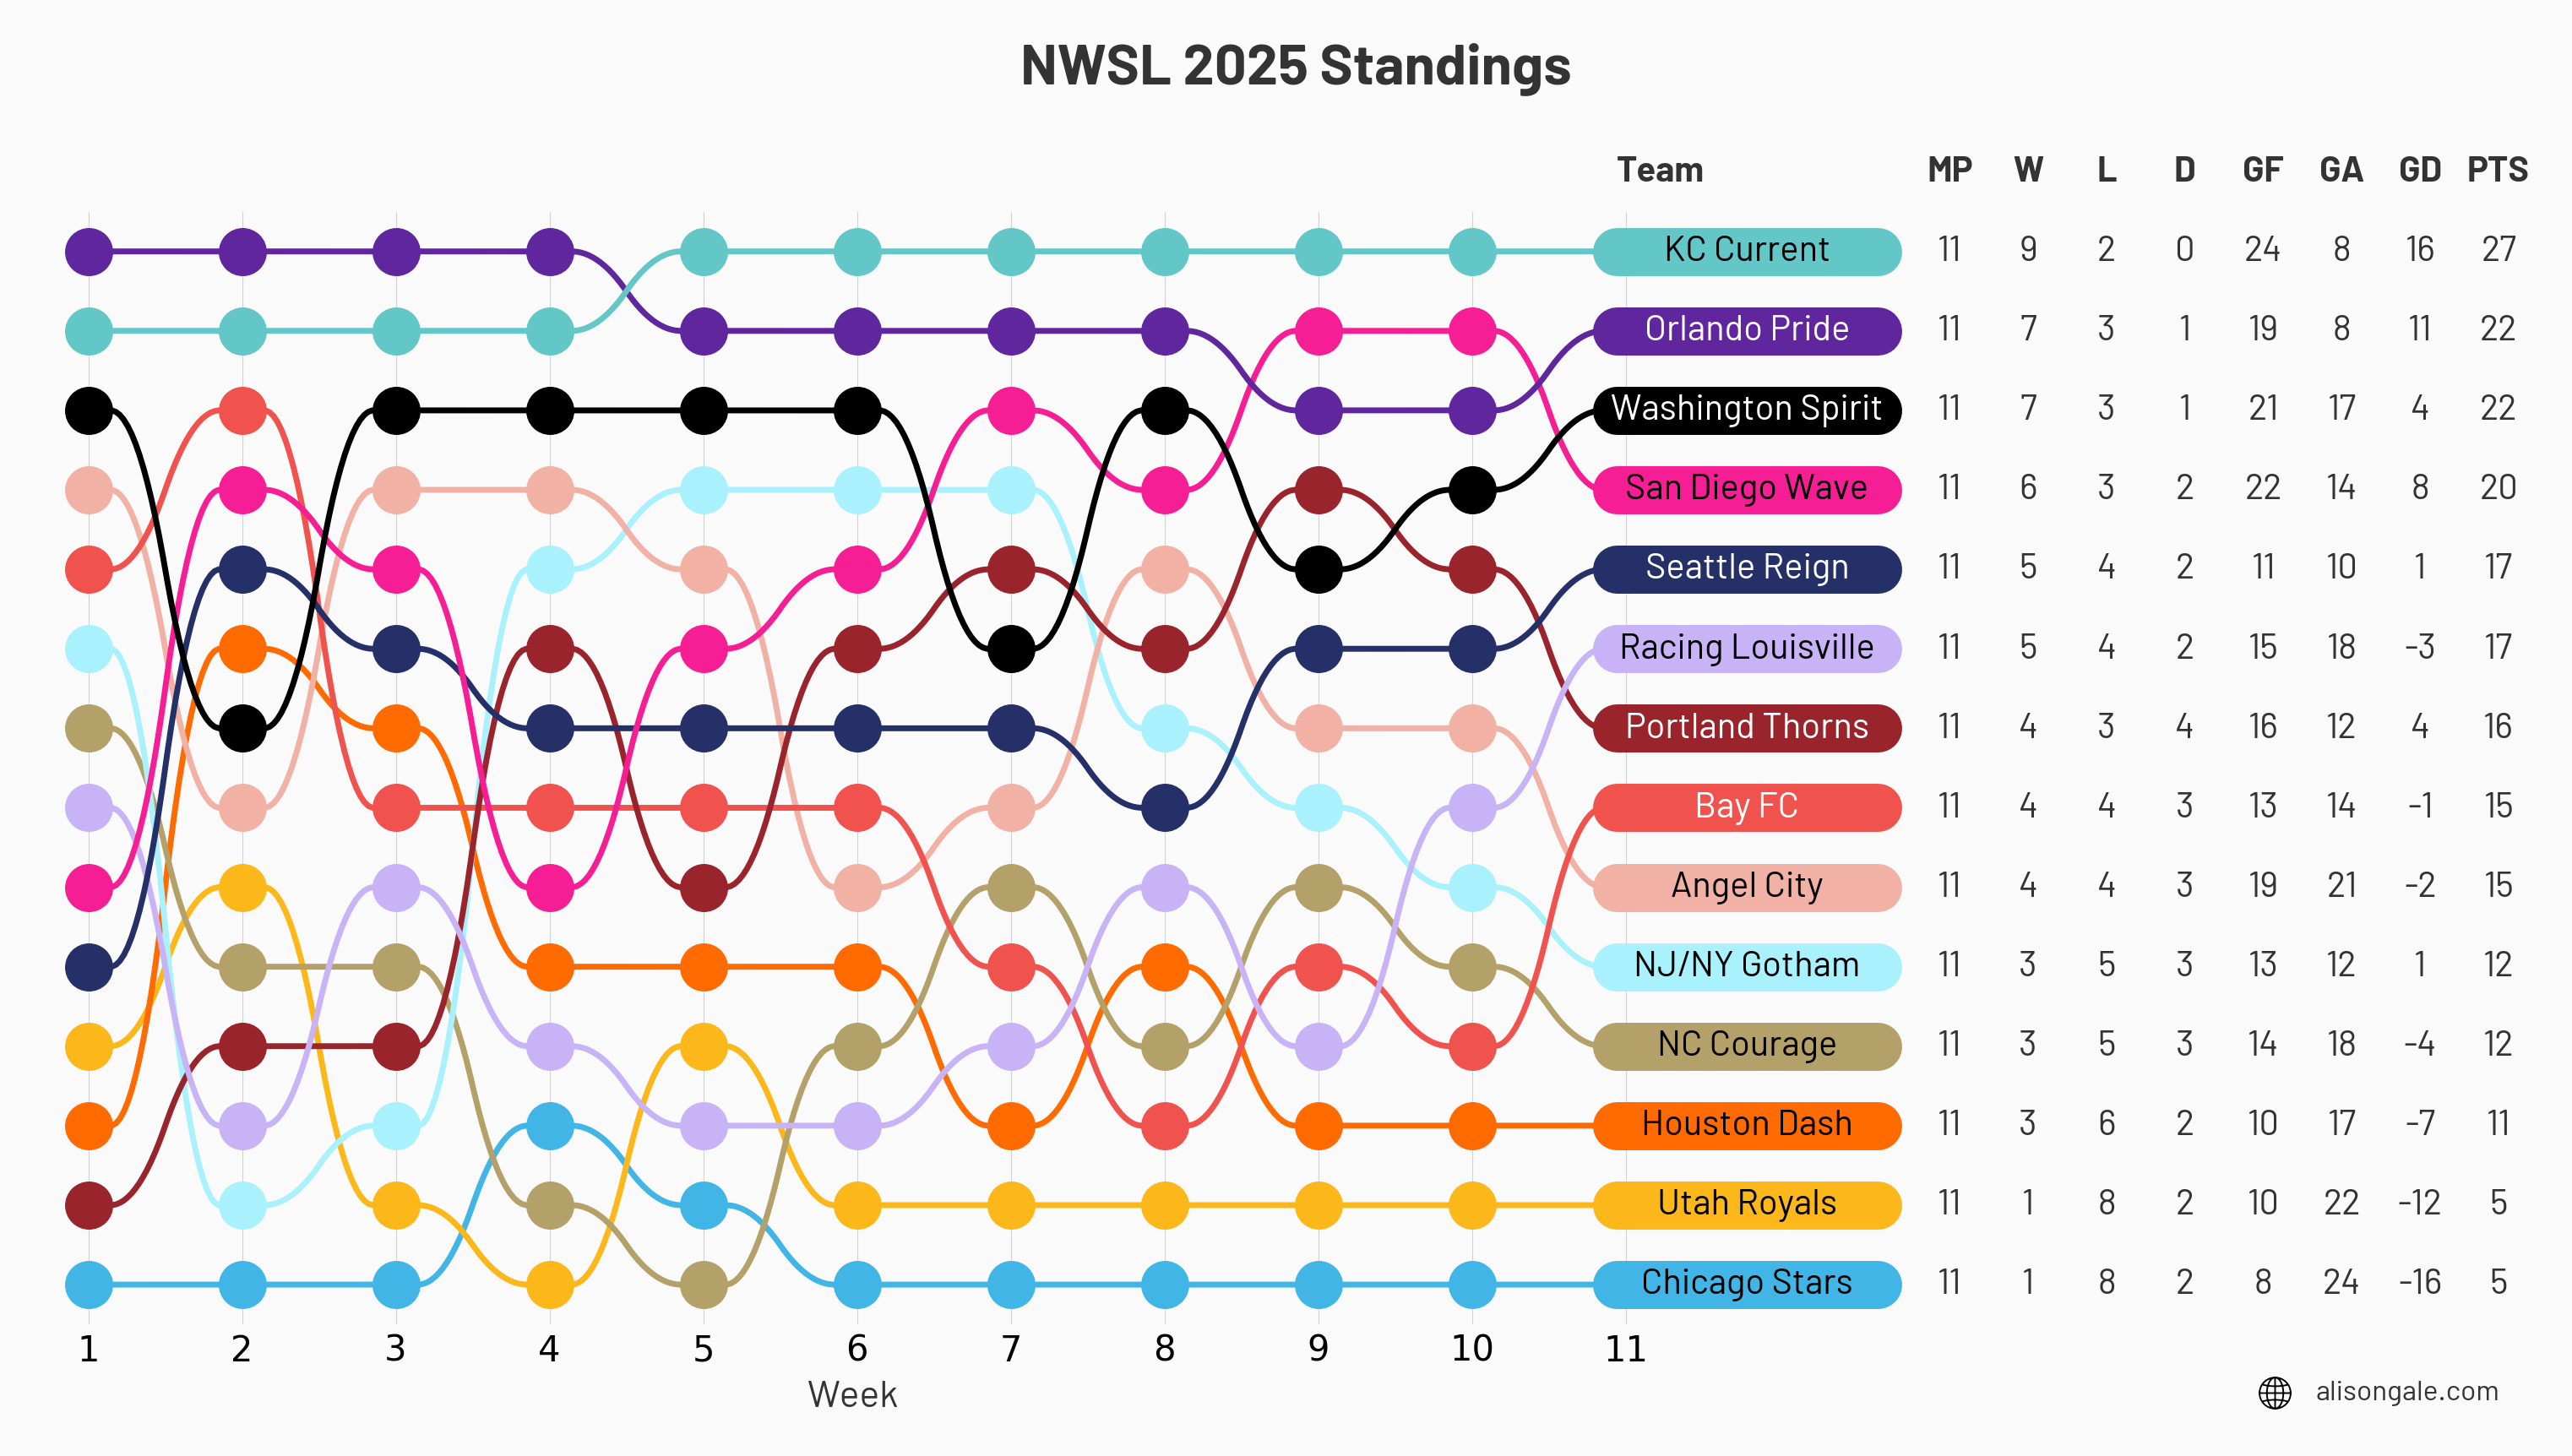 NWSL 2025 Standings
Team MP W L D GF GA GD PTS
KC Current 11 9 2 0 24 8 16 27
Orlando Pride 11 7 3 1 19 8 11 22
Washington Spirit 11 7 3 1 21 17 4 22
San Diego Wave 11 6 3 2 22 14 8 20
Seattle Reign 11 5 4 2 11 10 1 17
Racing Louisville 11 5 4 2 15 18 -3 17
Portland Thorns 11 4 3 4 16 12 4 16
Bay FC 11 4 4 3 13 14 -1 15
Angel City 11 4 4 3 19 21 -2 15
NJ/NY Gotham 11 3 5 3 13 12 1 12
NC Courage 11 3 5 3 14 18 -4 12
Houston Dash 11 3 6 2 10 17 -7 11
Utah Royals 11 1 8 2 10 22 -12 5
Chicago Stars 11 1 8 2 8 24 -16 5
1 2 3 4 5 6 7 8 9 10 11
Week
alisongale.com